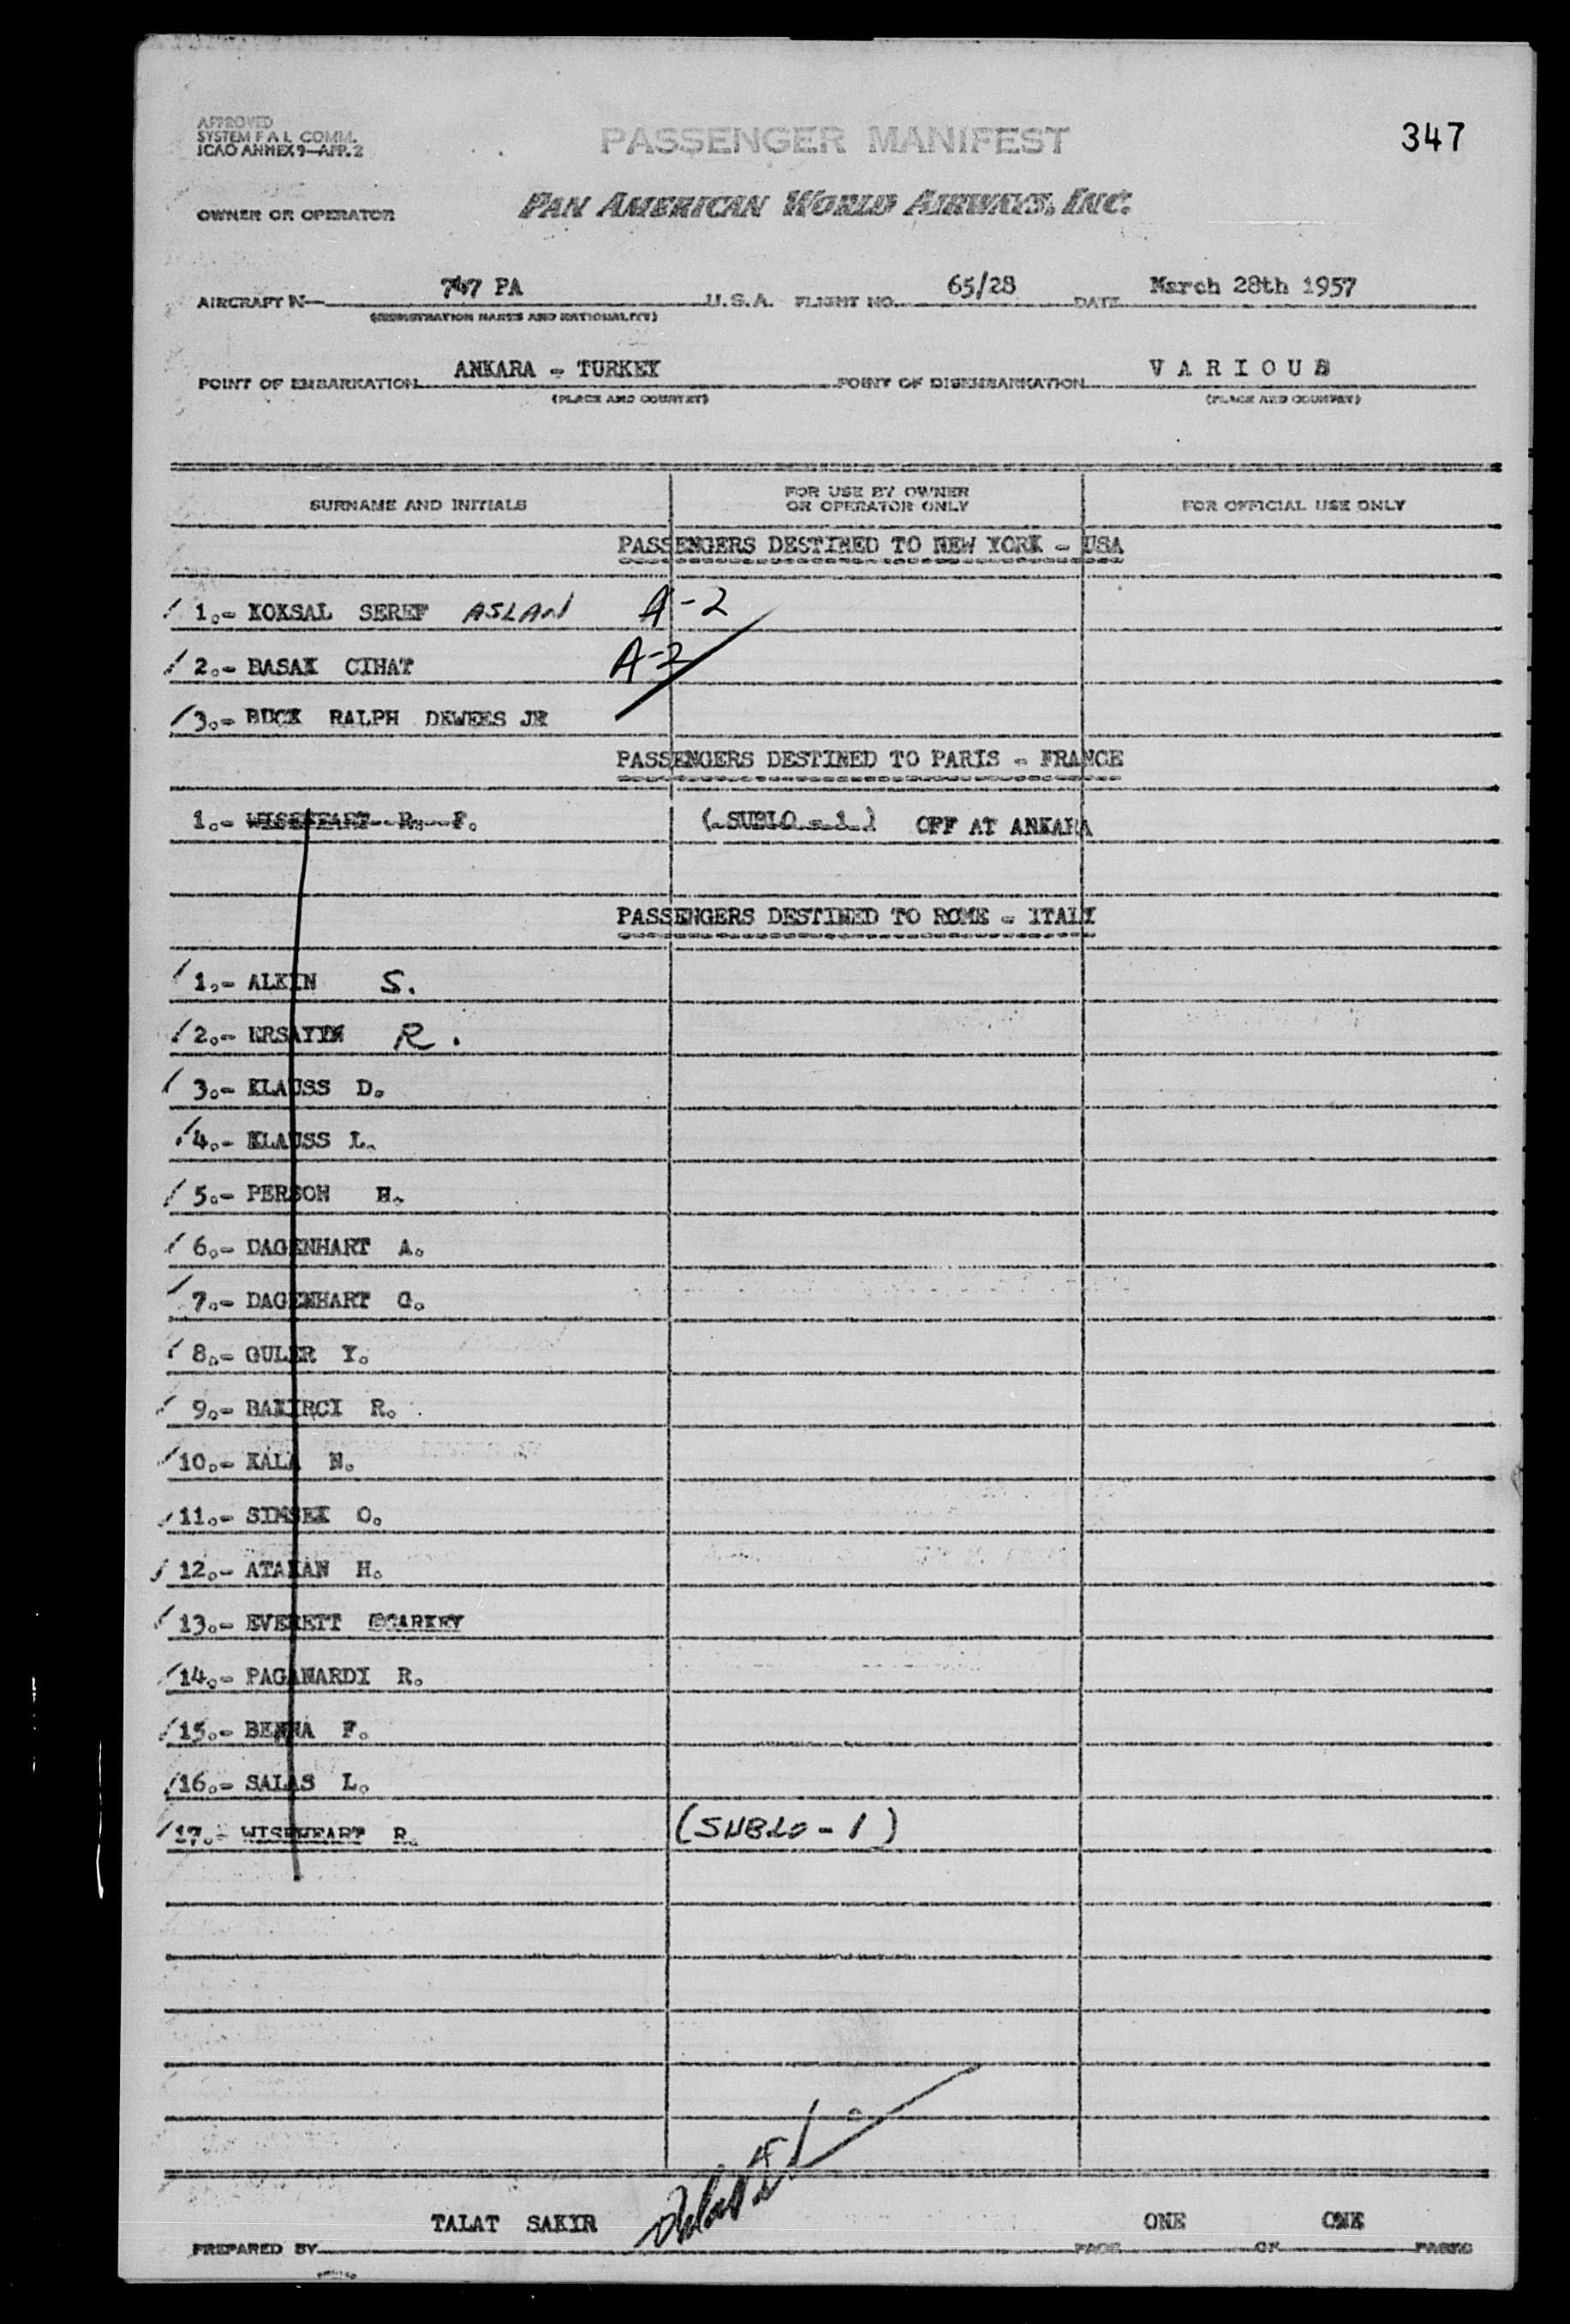 APPROVED
SYSTEM F A L COMM.
ICAO ANNEX 9—APP. 2
PASSENGER MANIFEST
347
OWNER OR OPERATOR
PAN AMERICAN WORLD AIRWAYS, INC.
AIRCRAFT N— 747 PA U.S.A. FLIGHT NO. 65/28 DATE March 28th 1957
(REGISTRATION MARKS AND NATIONALITY)
POINT OF EMBARKATION ANKARA - TURKEY POINT OF DISEMBARKATION VARIOUS
(PLACE AND COUNTRY) (PLACE AND COUNTRY)
SURNAME AND INITIALS FOR USE BY OWNER OR OPERATOR ONLY FOR OFFICIAL USE ONLY
PASSENGERS DESTINED TO NEW YORK - USA
/ 1.- KOKSAL SEREF ASLAN A-2
/ 2.- BASAK CIHAT A-2
/ 3.- BUCK RALPH DEWEES JR
PASSENGERS DESTINED TO PARIS - FRANCE
1.- WISEHEART R. F. ( SUBLO - 1 ) OFF AT ANKARA
PASSENGERS DESTINED TO ROME - ITALY
/ 1.- ALKIN S.
/ 2.- ERSAYIN R.
/ 3.- KLAUSS D.
/ 4.- KLAUSS L.
/ 5.- PERSON H.
/ 6.- DAGENHART A.
/ 7.- DAGENHART G.
/ 8.- GULER Y.
/ 9.- BAKIRCI R.
/ 10.- KALA N.
/ 11.- SIMSEK O.
/ 12.- ATAKAN H.
/ 13.- EVERETT
/ 14.- PAGANARDI R.
/ 15.- BENNA F.
/ 16.- SALAS L.
/ 17.- WISEHEART R. (SUBLO - 1)
PREPARED BY TALAT SAKIR PAGE ONE OF ONE PAGES